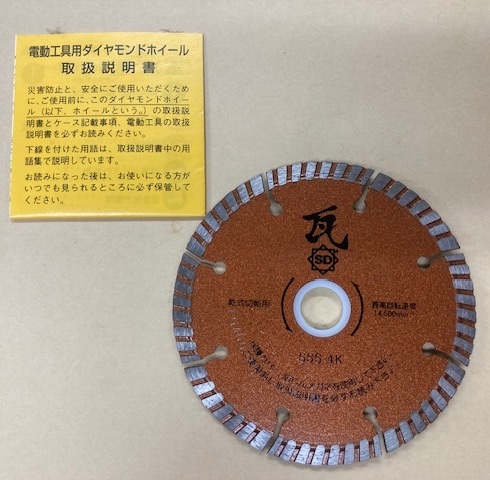 電動工具用ダイヤモンドホイール
取扱説明書
災害防止と、安全にご使用いただくため
に、ご使用前に、このダイヤモンドホイー
ル（以下、ホイールという。）の取扱説
明書とケース記載事項、電動工具の取扱
説明書を必ずお読みください。
下線を付けた用語は、取扱説明書中の用
語集で説明しています。
お読みになった後は、お使いになる方が
いつでも見られるところに必ず保管して
ください。
瓦
SD
乾式切断用
最高回転速度
14,500min⁻¹
S5S 4K